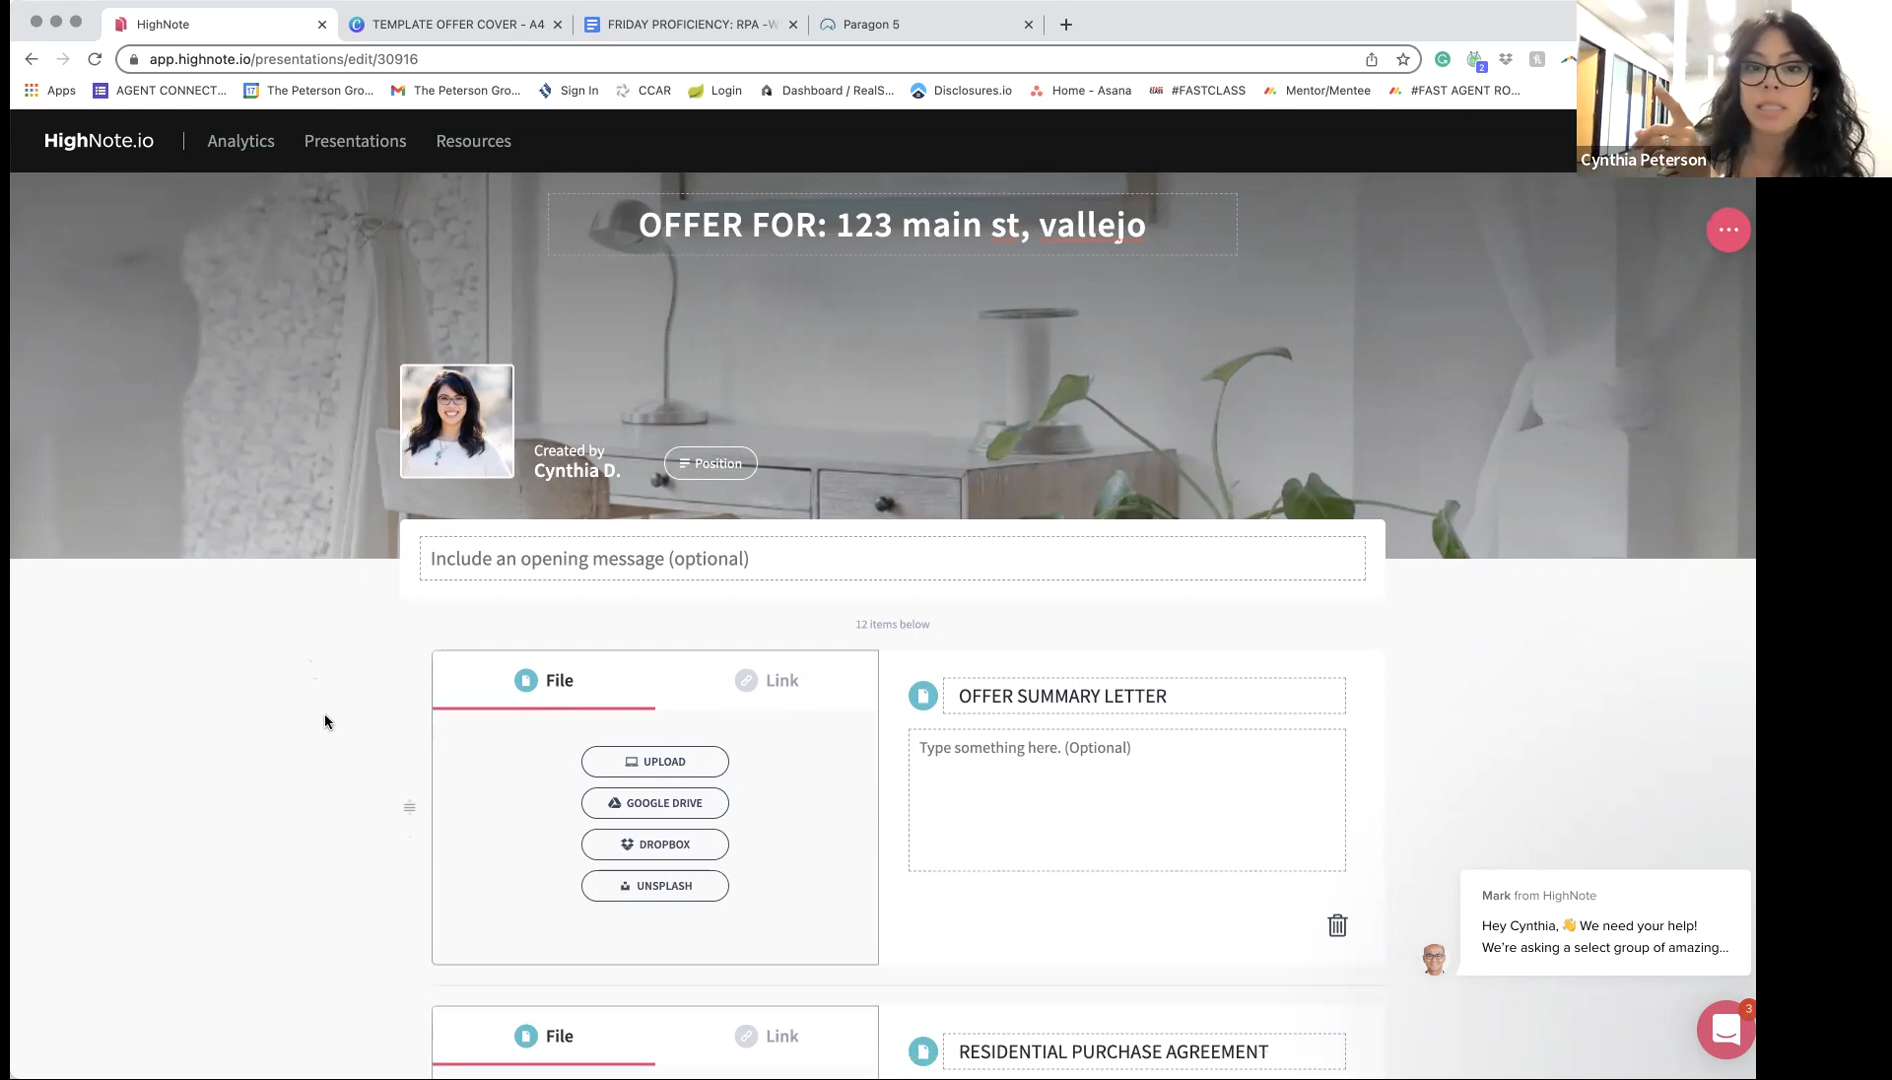 HighNote
TEMPLATE OFFER COVER - A4
FRIDAY PROFICIENCY: RPA -W
Paragon 5
app.highnote.io/presentations/edit/30916
2
Apps
AGENT CONNECT...
17
The Peterson Gro...
The Peterson Gro...
Sign In
CCAR
Login
Dashboard / RealS...
Disclosures.io
Home - Asana
#FASTCLASS
Mentor/Mentee
#FAST AGENT RO...
Cynthia Peterson
HighNote.io
Analytics
Presentations
Resources
OFFER FOR: 123 main st, vallejo
Created by
Cynthia D.
Position
Include an opening message (optional)
12 items below
File
Link
OFFER SUMMARY LETTER
Type something here. (Optional)
UPLOAD
GOOGLE DRIVE
DROPBOX
UNSPLASH
Mark from HighNote
Hey Cynthia, 👋 We need your help!
We're asking a select group of amazing...
3
File
Link
RESIDENTIAL PURCHASE AGREEMENT